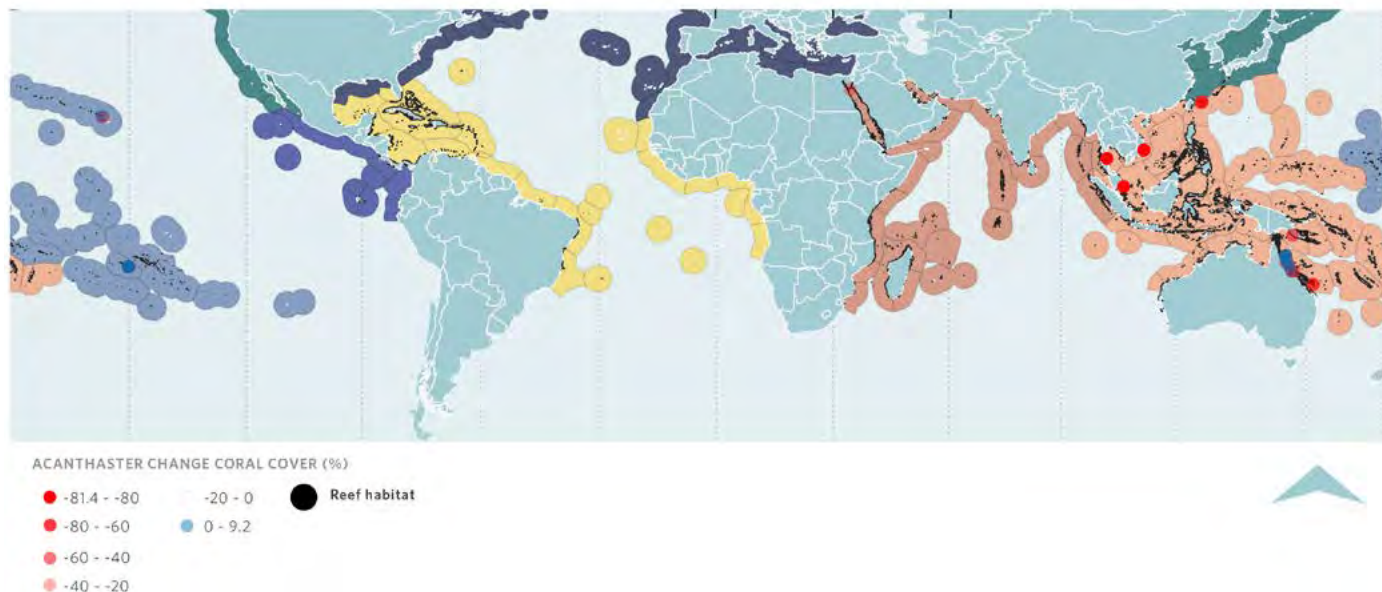 ACANTHASTER CHANGE CORAL COVER (%)
-81.4 - -80
-80 - -60
-60 - -40
-40 - -20
-20 - 0
0 - 9.2
Reef habitat